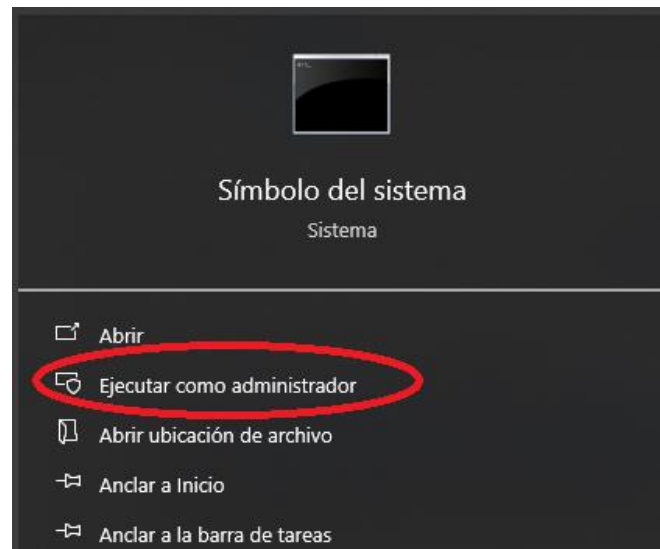 Símbolo del sistema
Sistema
Abrir
Ejecutar como administrador
Abrir ubicación de archivo
Anclar a Inicio
Anclar a la barra de tareas